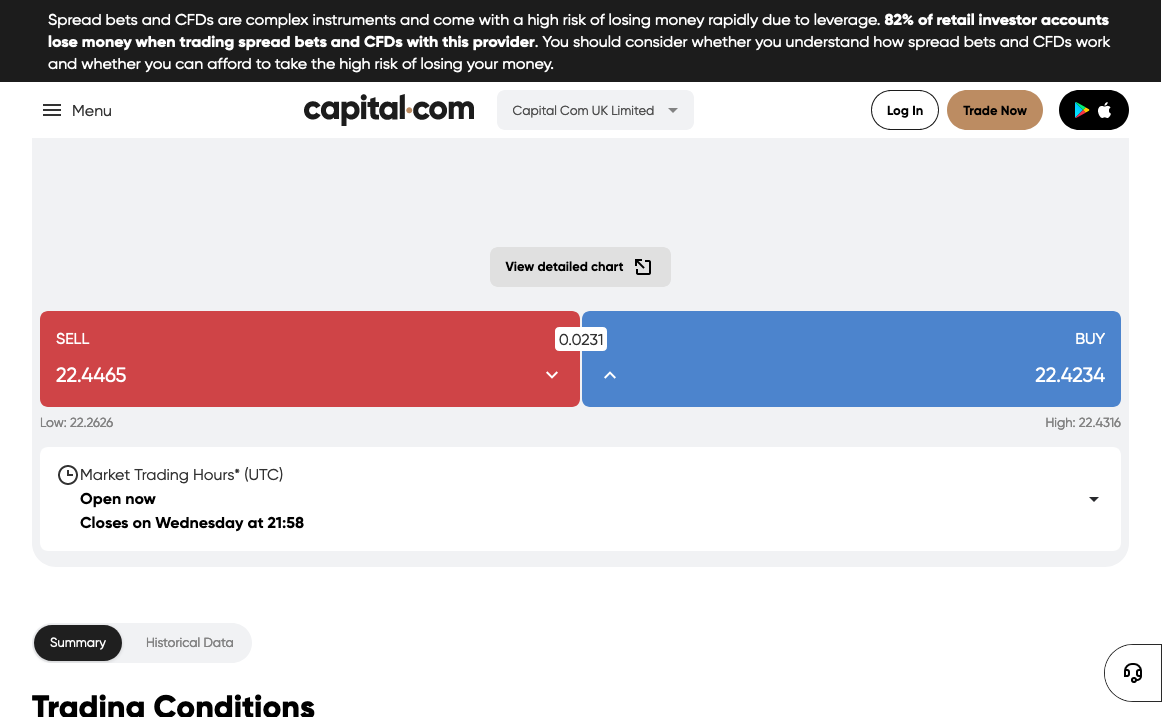 Spread bets and CFDs are complex instruments and come with a high risk of losing money rapidly due to leverage. 82% of retail investor accounts
lose money when trading spread bets and CFDs with this provider. You should consider whether you understand how spread bets and CFDs work
and whether you can afford to take the high risk of losing your money.
Menu
capital.com
Capital Com UK Limited
Log In
Trade Now
View detailed chart
SELL
0.0231
BUY
22.4465
22.4234
Low: 22.2626
High: 22.4316
Market Trading Hours* (UTC)
Open now
Closes on Wednesday at 21:58
Summary
Historical Data
Trading Conditions